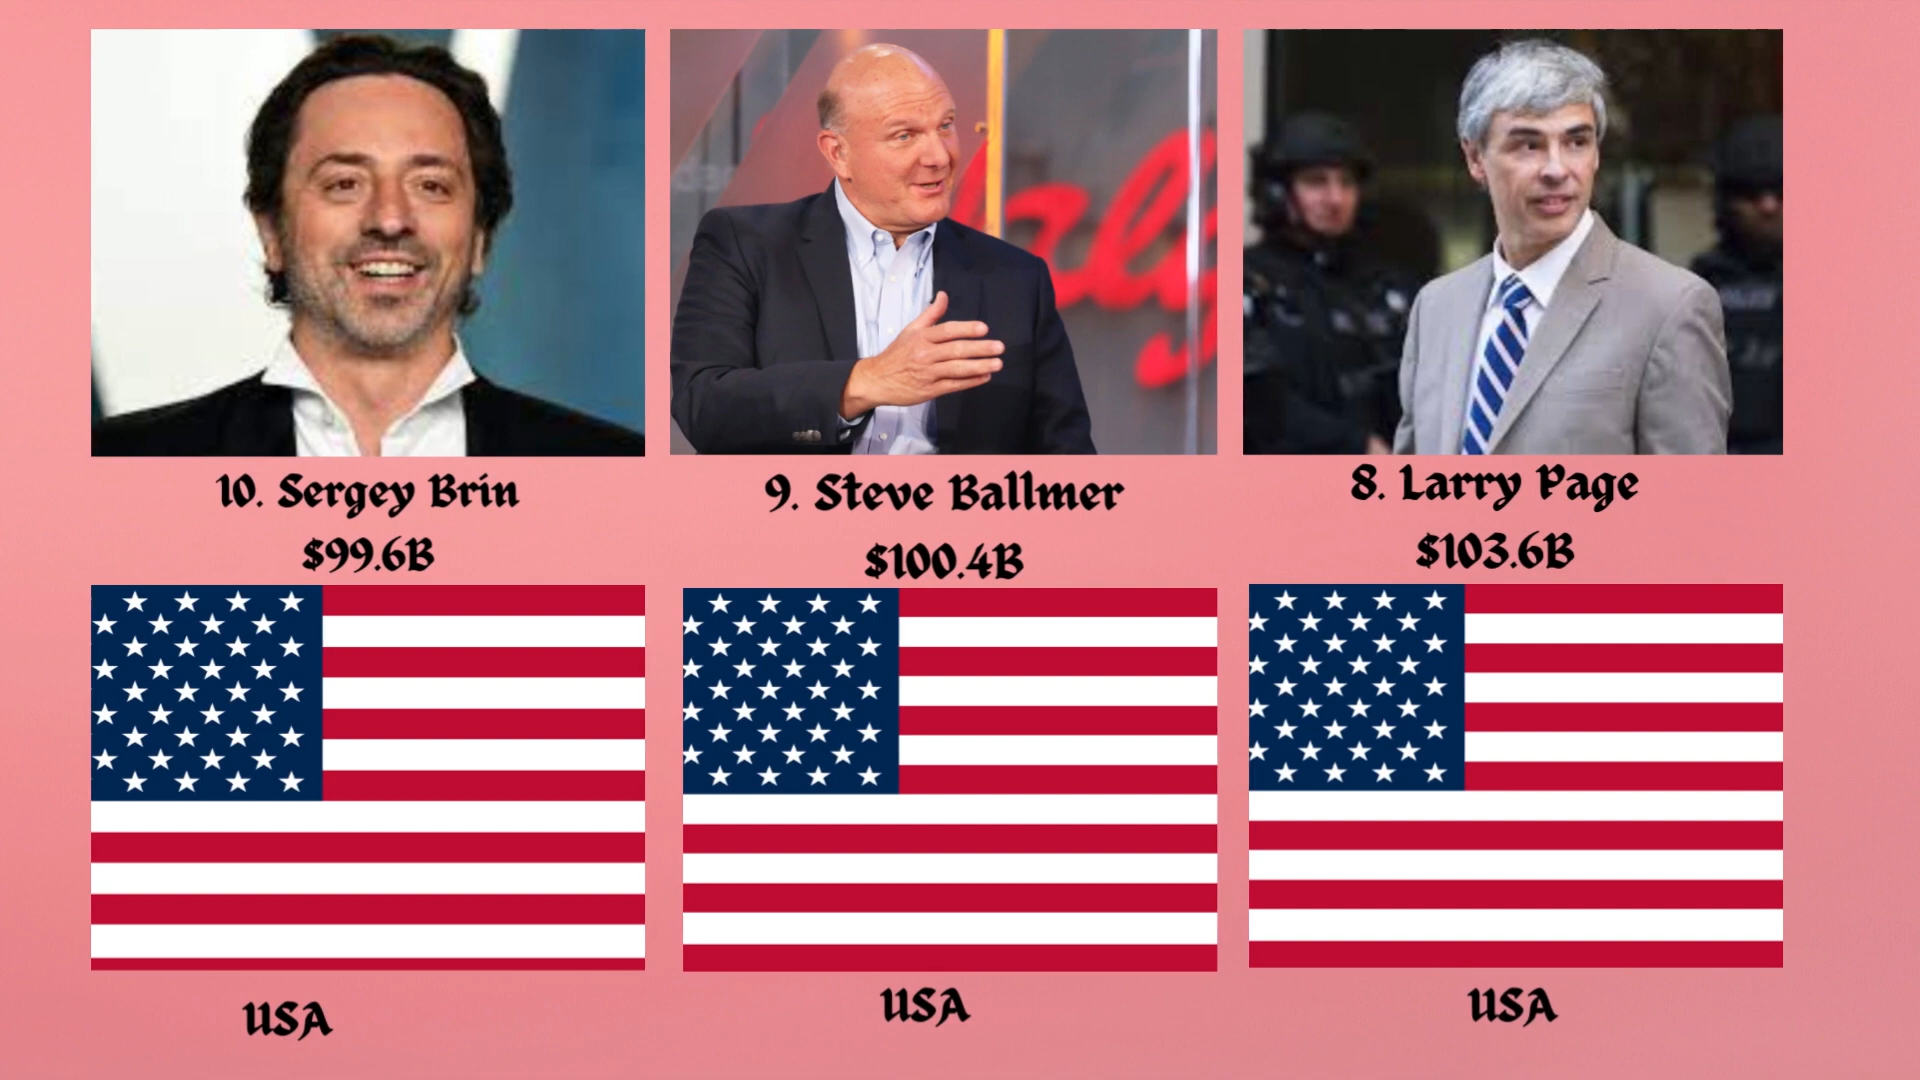 10. Sergey Brin
$99.6B
USA
9. Steve Ballmer
$100.4B
USA
8. Larry Page
$103.6B
USA